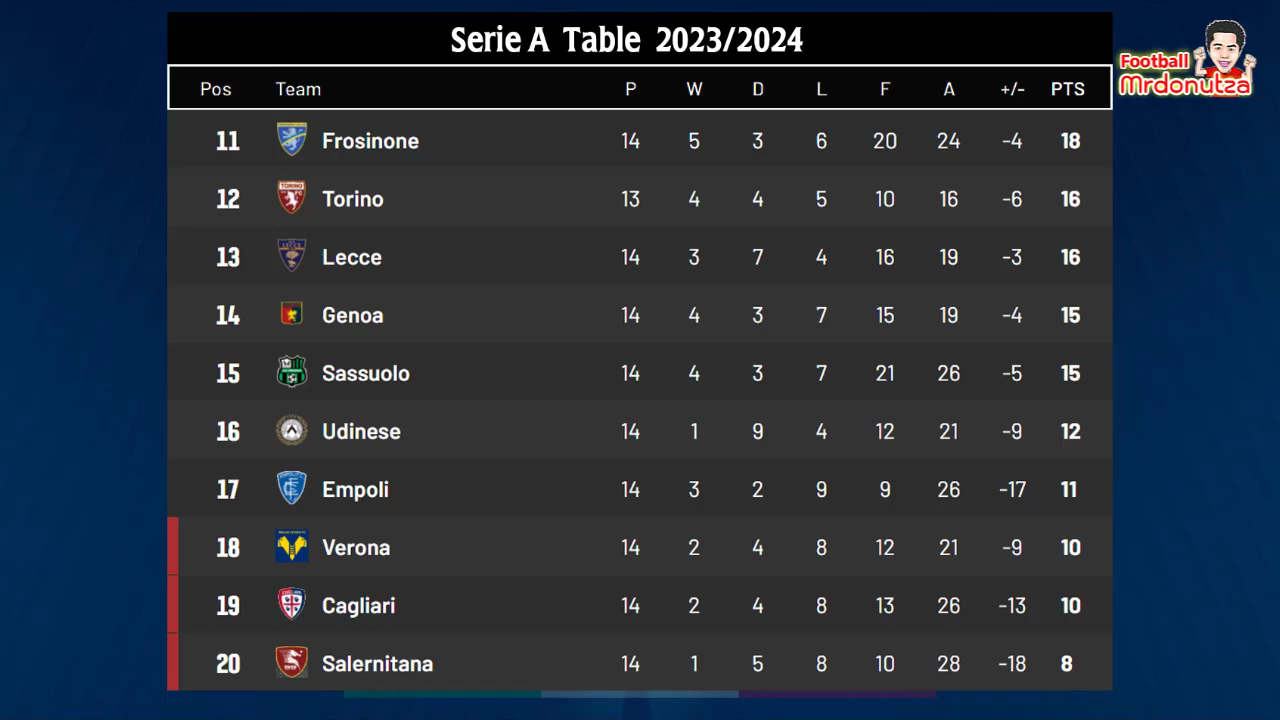 Serie A Table 2023/2024
Football
Mrdonutza
Pos Team P W D L F A +/- PTS
11 Frosinone 14 5 3 6 20 24 -4 18
12 Torino 13 4 4 5 10 16 -6 16
13 Lecce 14 3 7 4 16 19 -3 16
14 Genoa 14 4 3 7 15 19 -4 15
15 Sassuolo 14 4 3 7 21 26 -5 15
16 Udinese 14 1 9 4 12 21 -9 12
17 Empoli 14 3 2 9 9 26 -17 11
18 Verona 14 2 4 8 12 21 -9 10
19 Cagliari 14 2 4 8 13 26 -13 10
20 Salernitana 14 1 5 8 10 28 -18 8